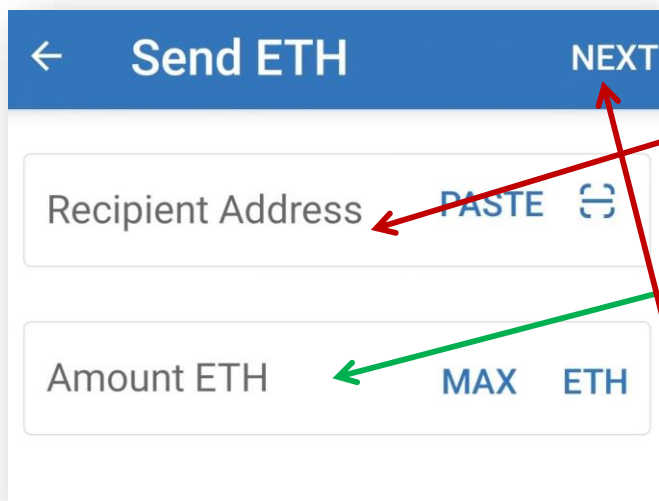 Send ETH NEXT
Recipient Address PASTE
Amount ETH MAX ETH